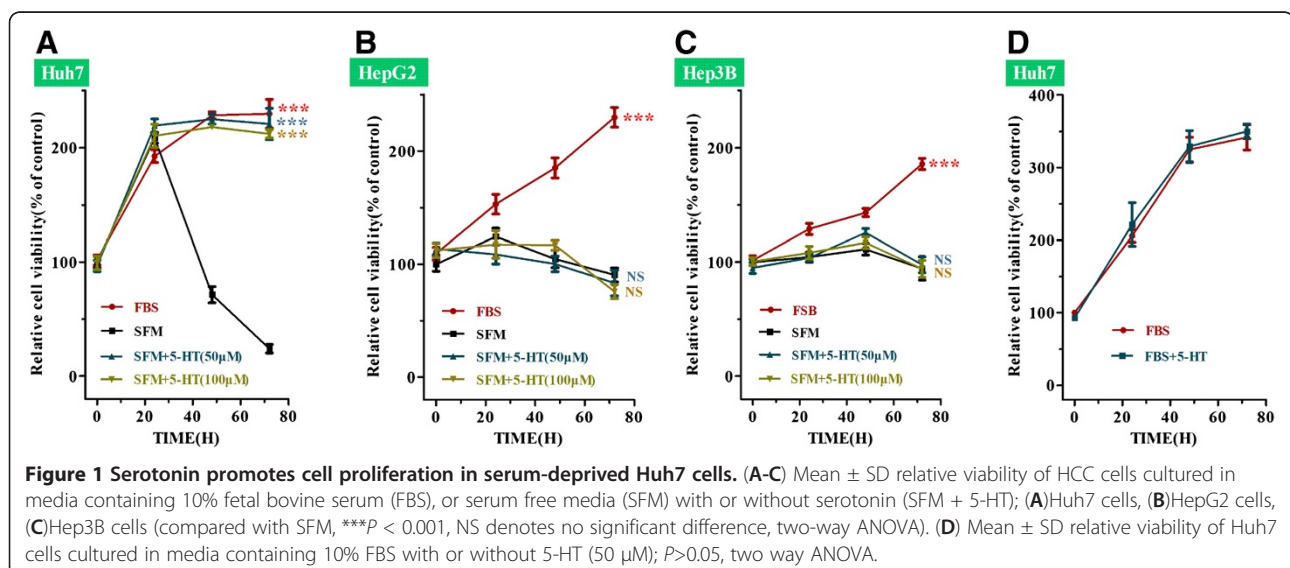 A
Huh7
Relative cell viability(% of control)
200
100
0
***
***
***
FBS
SFM
SFM+5-HT(50µM)
SFM+5-HT(100µM)
0 20 40 60 80
TIME(H)
B
HepG2
Relative cell viability(% of control)
200
100
0
***
NS
NS
FBS
SFM
SFM+5-HT(50µM)
SFM+5-HT(100µM)
0 20 40 60 80
TIME(H)
C
Hep3B
Relative cell viability(% of control)
200
100
0
***
NS
NS
FSB
SFM
SFM+5-HT(50µM)
SFM+5-HT(100µM)
0 20 40 60 80
TIME(H)
D
Huh7
Relative cell viability(% of control)
400
350
300
200
100
0
FBS
FBS+5-HT
0 20 40 60 80
TIME(H)
Figure 1 Serotonin promotes cell proliferation in serum-deprived Huh7 cells. (A-C) Mean ± SD relative viability of HCC cells cultured in
media containing 10% fetal bovine serum (FBS), or serum free media (SFM) with or without serotonin (SFM + 5-HT); (A)Huh7 cells, (B)HepG2 cells,
(C)Hep3B cells (compared with SFM, ***P < 0.001, NS denotes no significant difference, two-way ANOVA). (D) Mean ± SD relative viability of Huh7
cells cultured in media containing 10% FBS with or without 5-HT (50 µM); P>0.05, two way ANOVA.